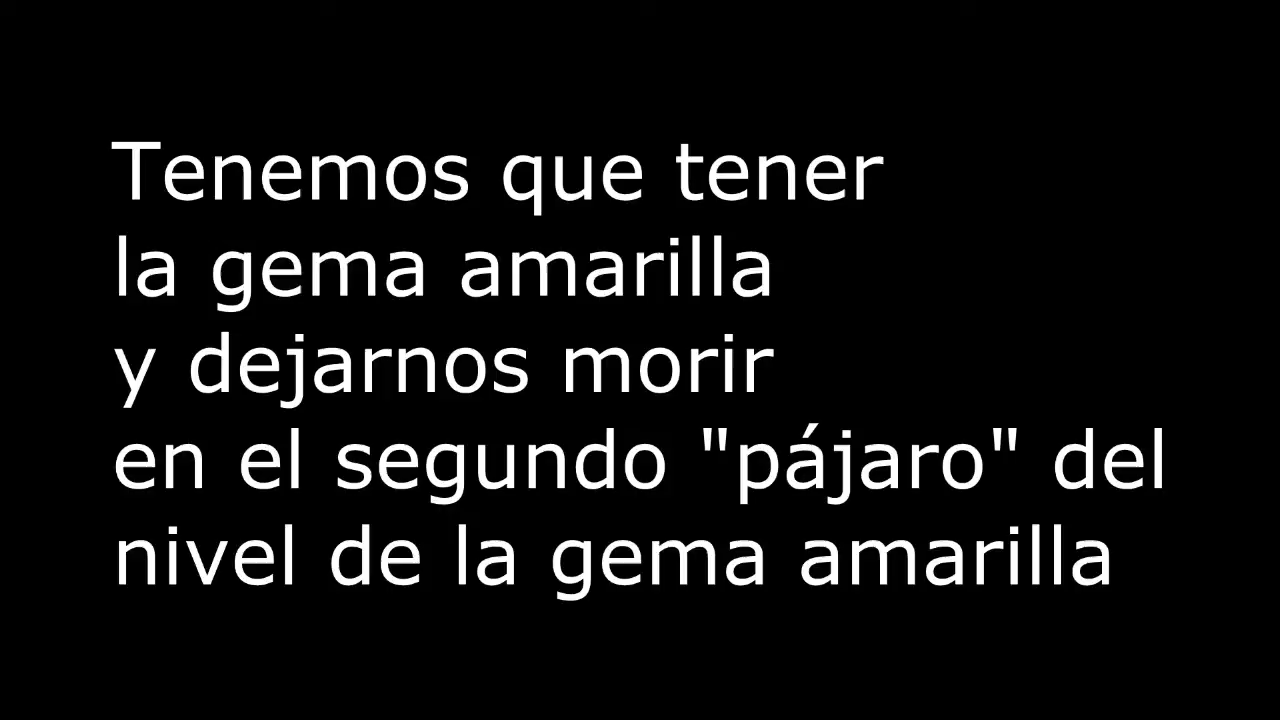 Tenemos que tener
la gema amarilla
y dejarnos morir
en el segundo "pájaro" del
nivel de la gema amarilla